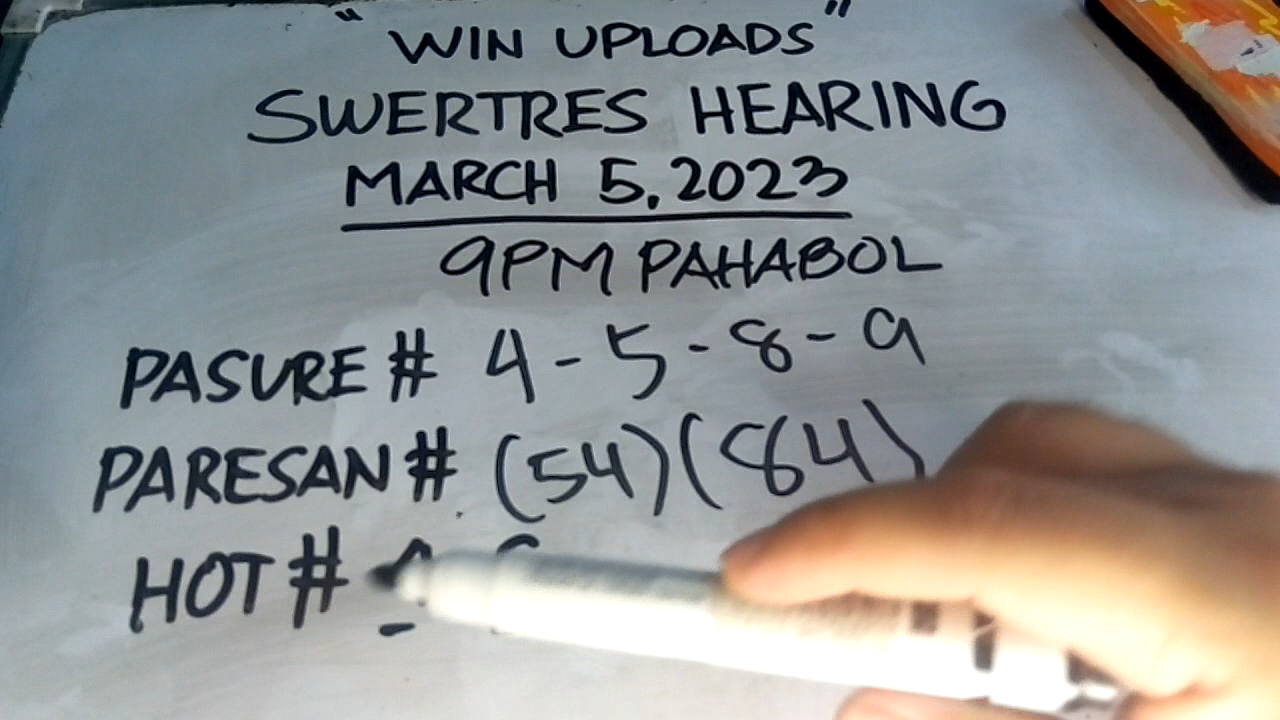 "WIN UPLOADS"
SWERTRES HEARING
MARCH 5, 2023
9PM PAHABOL
PASURE # 4-5-8-9
PARESAN # (54)(84)
HOT #